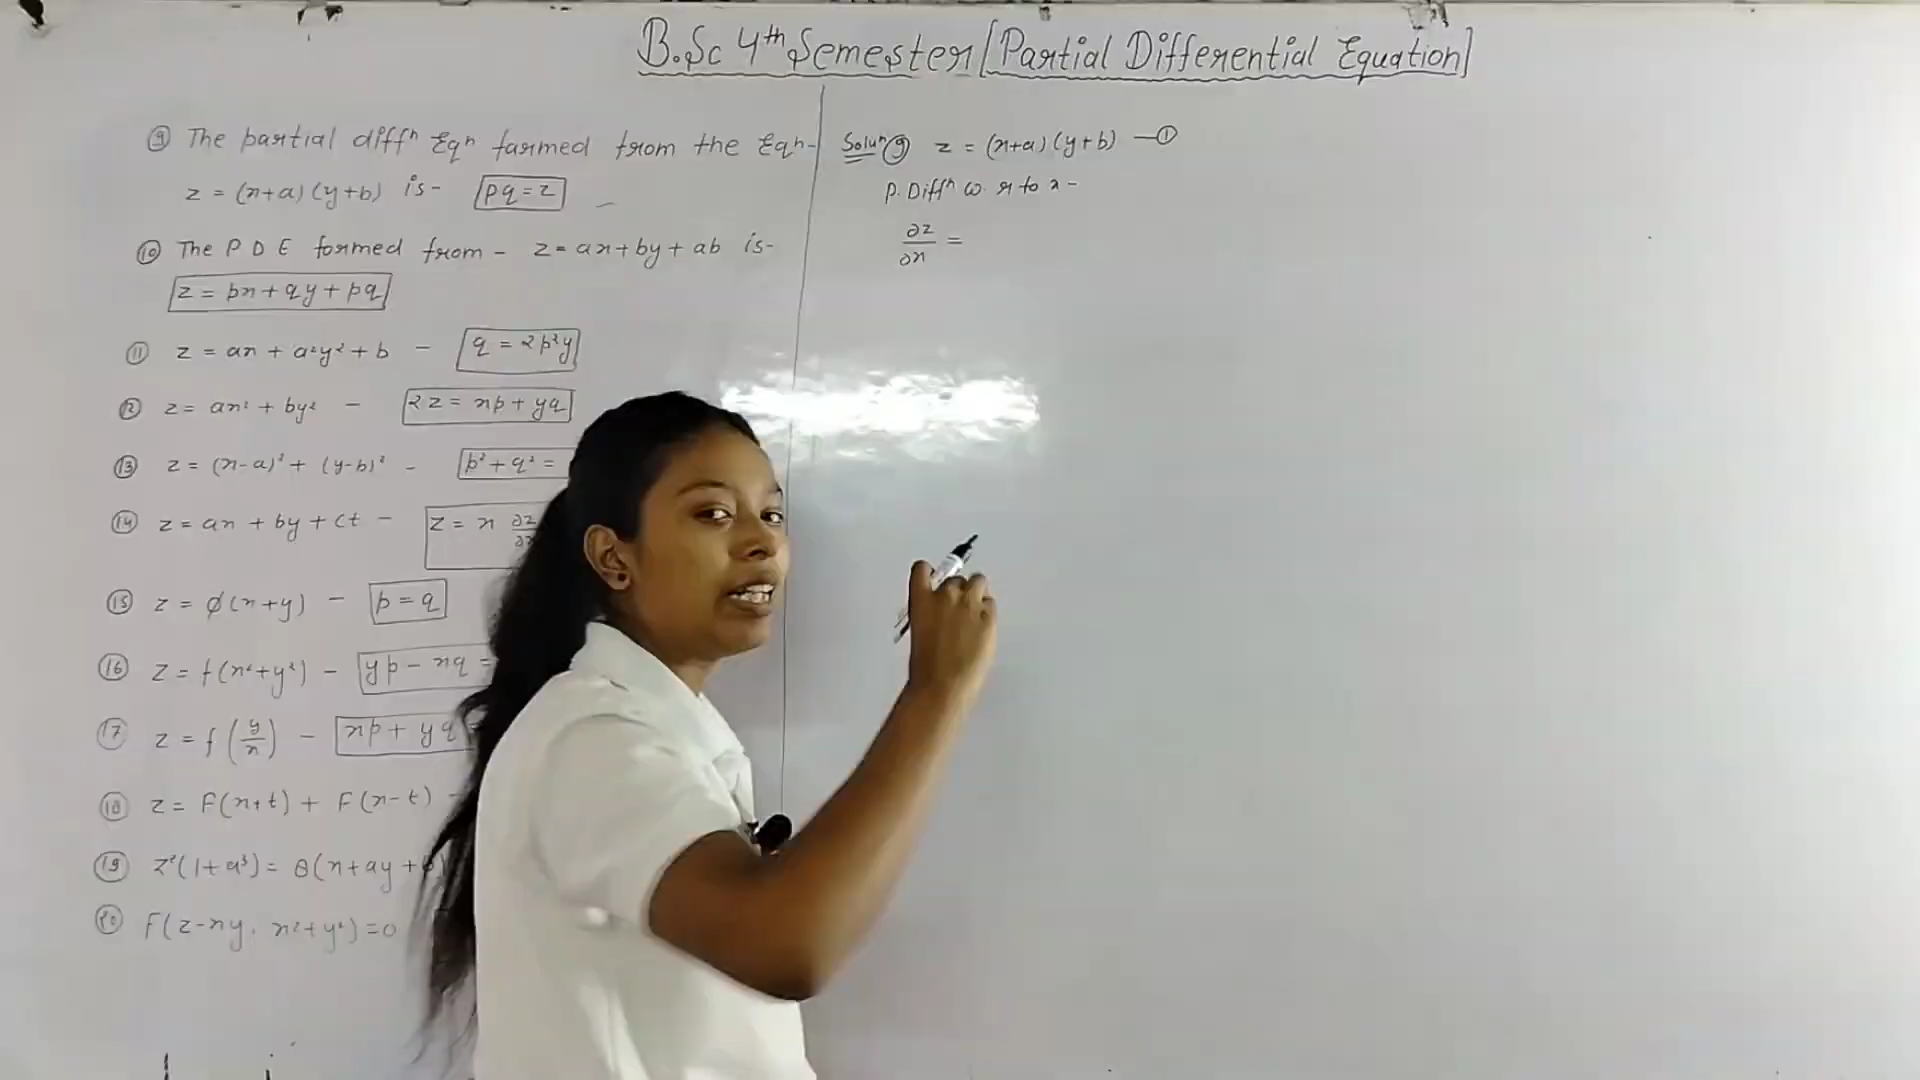 B.Sc 4th Semester [Partial Differential Equation]
⑨ The partial diffⁿ Eqⁿ formed from the Eqⁿ-
z = (x+a) (y+b) is- pq = z
⑩ The P D E formed from - z = ax + by + ab is-
z = px + qy + pq
⑪ z = ax + a²y² + b - q = 2p²y
⑫ z = ax² + by² - 2z = xp + yq
⑬ z = (x-a)² + (y-b)² - p² + q² =
⑭ z = ax + by + ct - z = x ∂z
⑮ z = φ(x+y) - p = q
⑯ z = f(x²+y²) - yp - xq =
⑰ z = f(y/x) - xp + yq
⑱ z = F(x+t) + F(x-t) -
⑲ z²(1+a³) = 8(x+ay+
⑳ F(z-xy, x²+y²)=0
Soluⁿ ⑨ z = (x+a) (y+b) —①
P. Diffⁿ w. r to x -
∂z/∂x =